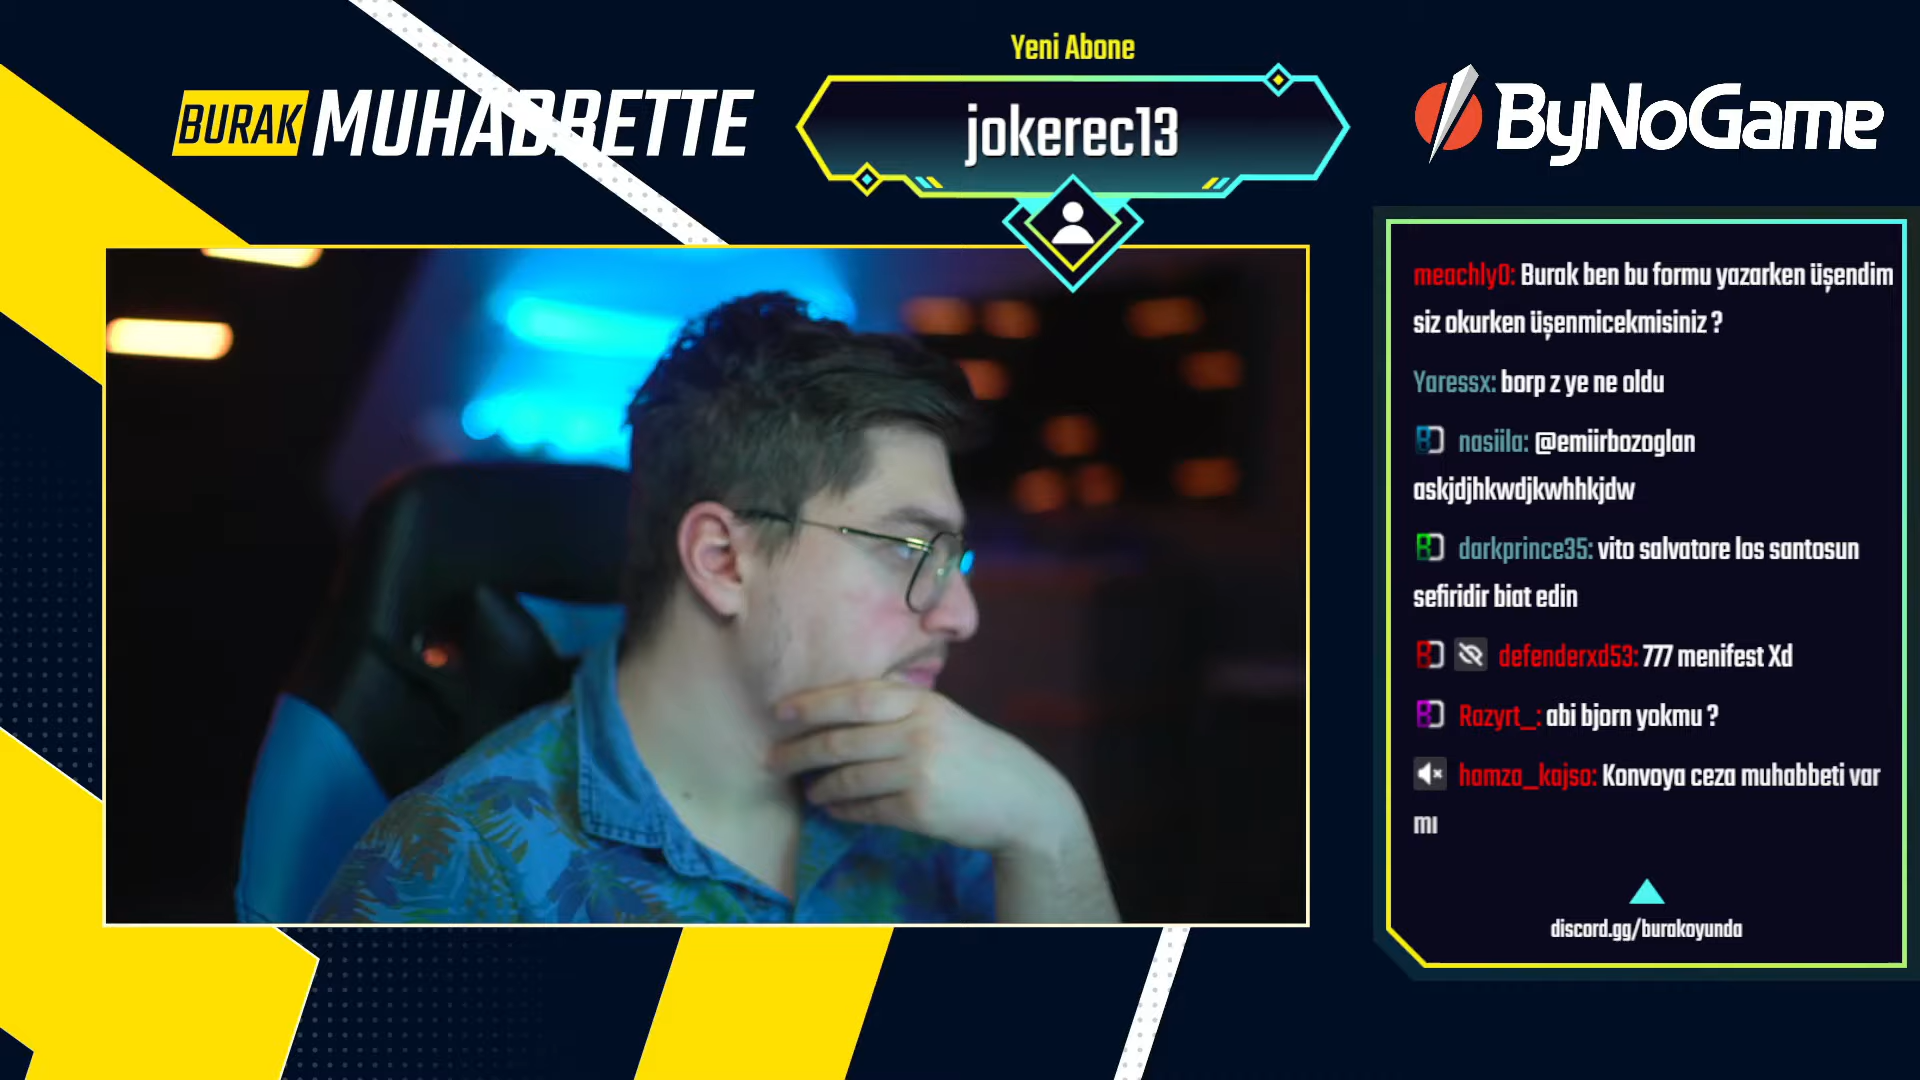 Yeni Abone
BURAK MUHABBETTE
jokerec13
ByNoGame
meachly0: Burak ben bu formu yazarken üşendim
siz okurken üşenmicekmisiniz ?
Yaressx: borp z ye ne oldu
nasiila: @emiirbozoglan
askjdjhkwdjkwhhkjdw
darkprince35: vito salvatore los santosun
sefiridir biat edin
defenderxd53: 777 menifest Xd
Razyrt_: abi bjorn yokmu ?
hamza_kajsa: Konvoya ceza muhabbeti var
mı
discord.gg/burakoyunda